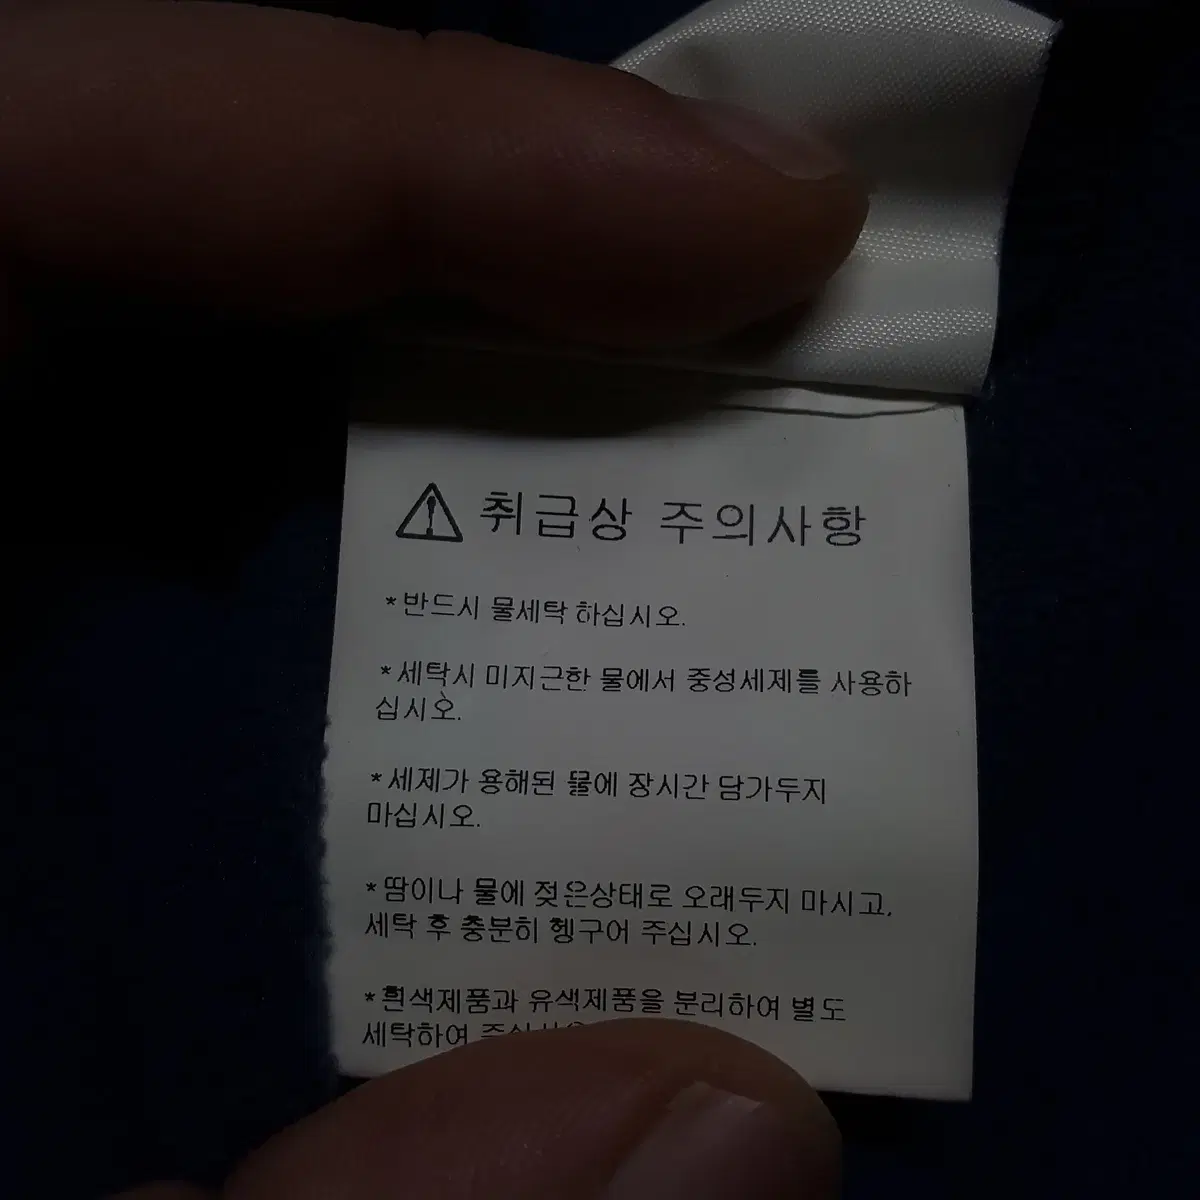 취급상 주의사항
*반드시 물세탁 하십시오.
*세탁시 미지근한 물에서 중성세제를 사용하
십시오.
*세제가 용해된 물에 장시간 담가두지
마십시오.
*땀이나 물에 젖은상태로 오래두지 마시고,
세탁 후 충분히 헹구어 주십시오.
*흰색제품과 유색제품을 분리하여 별도
세탁하여